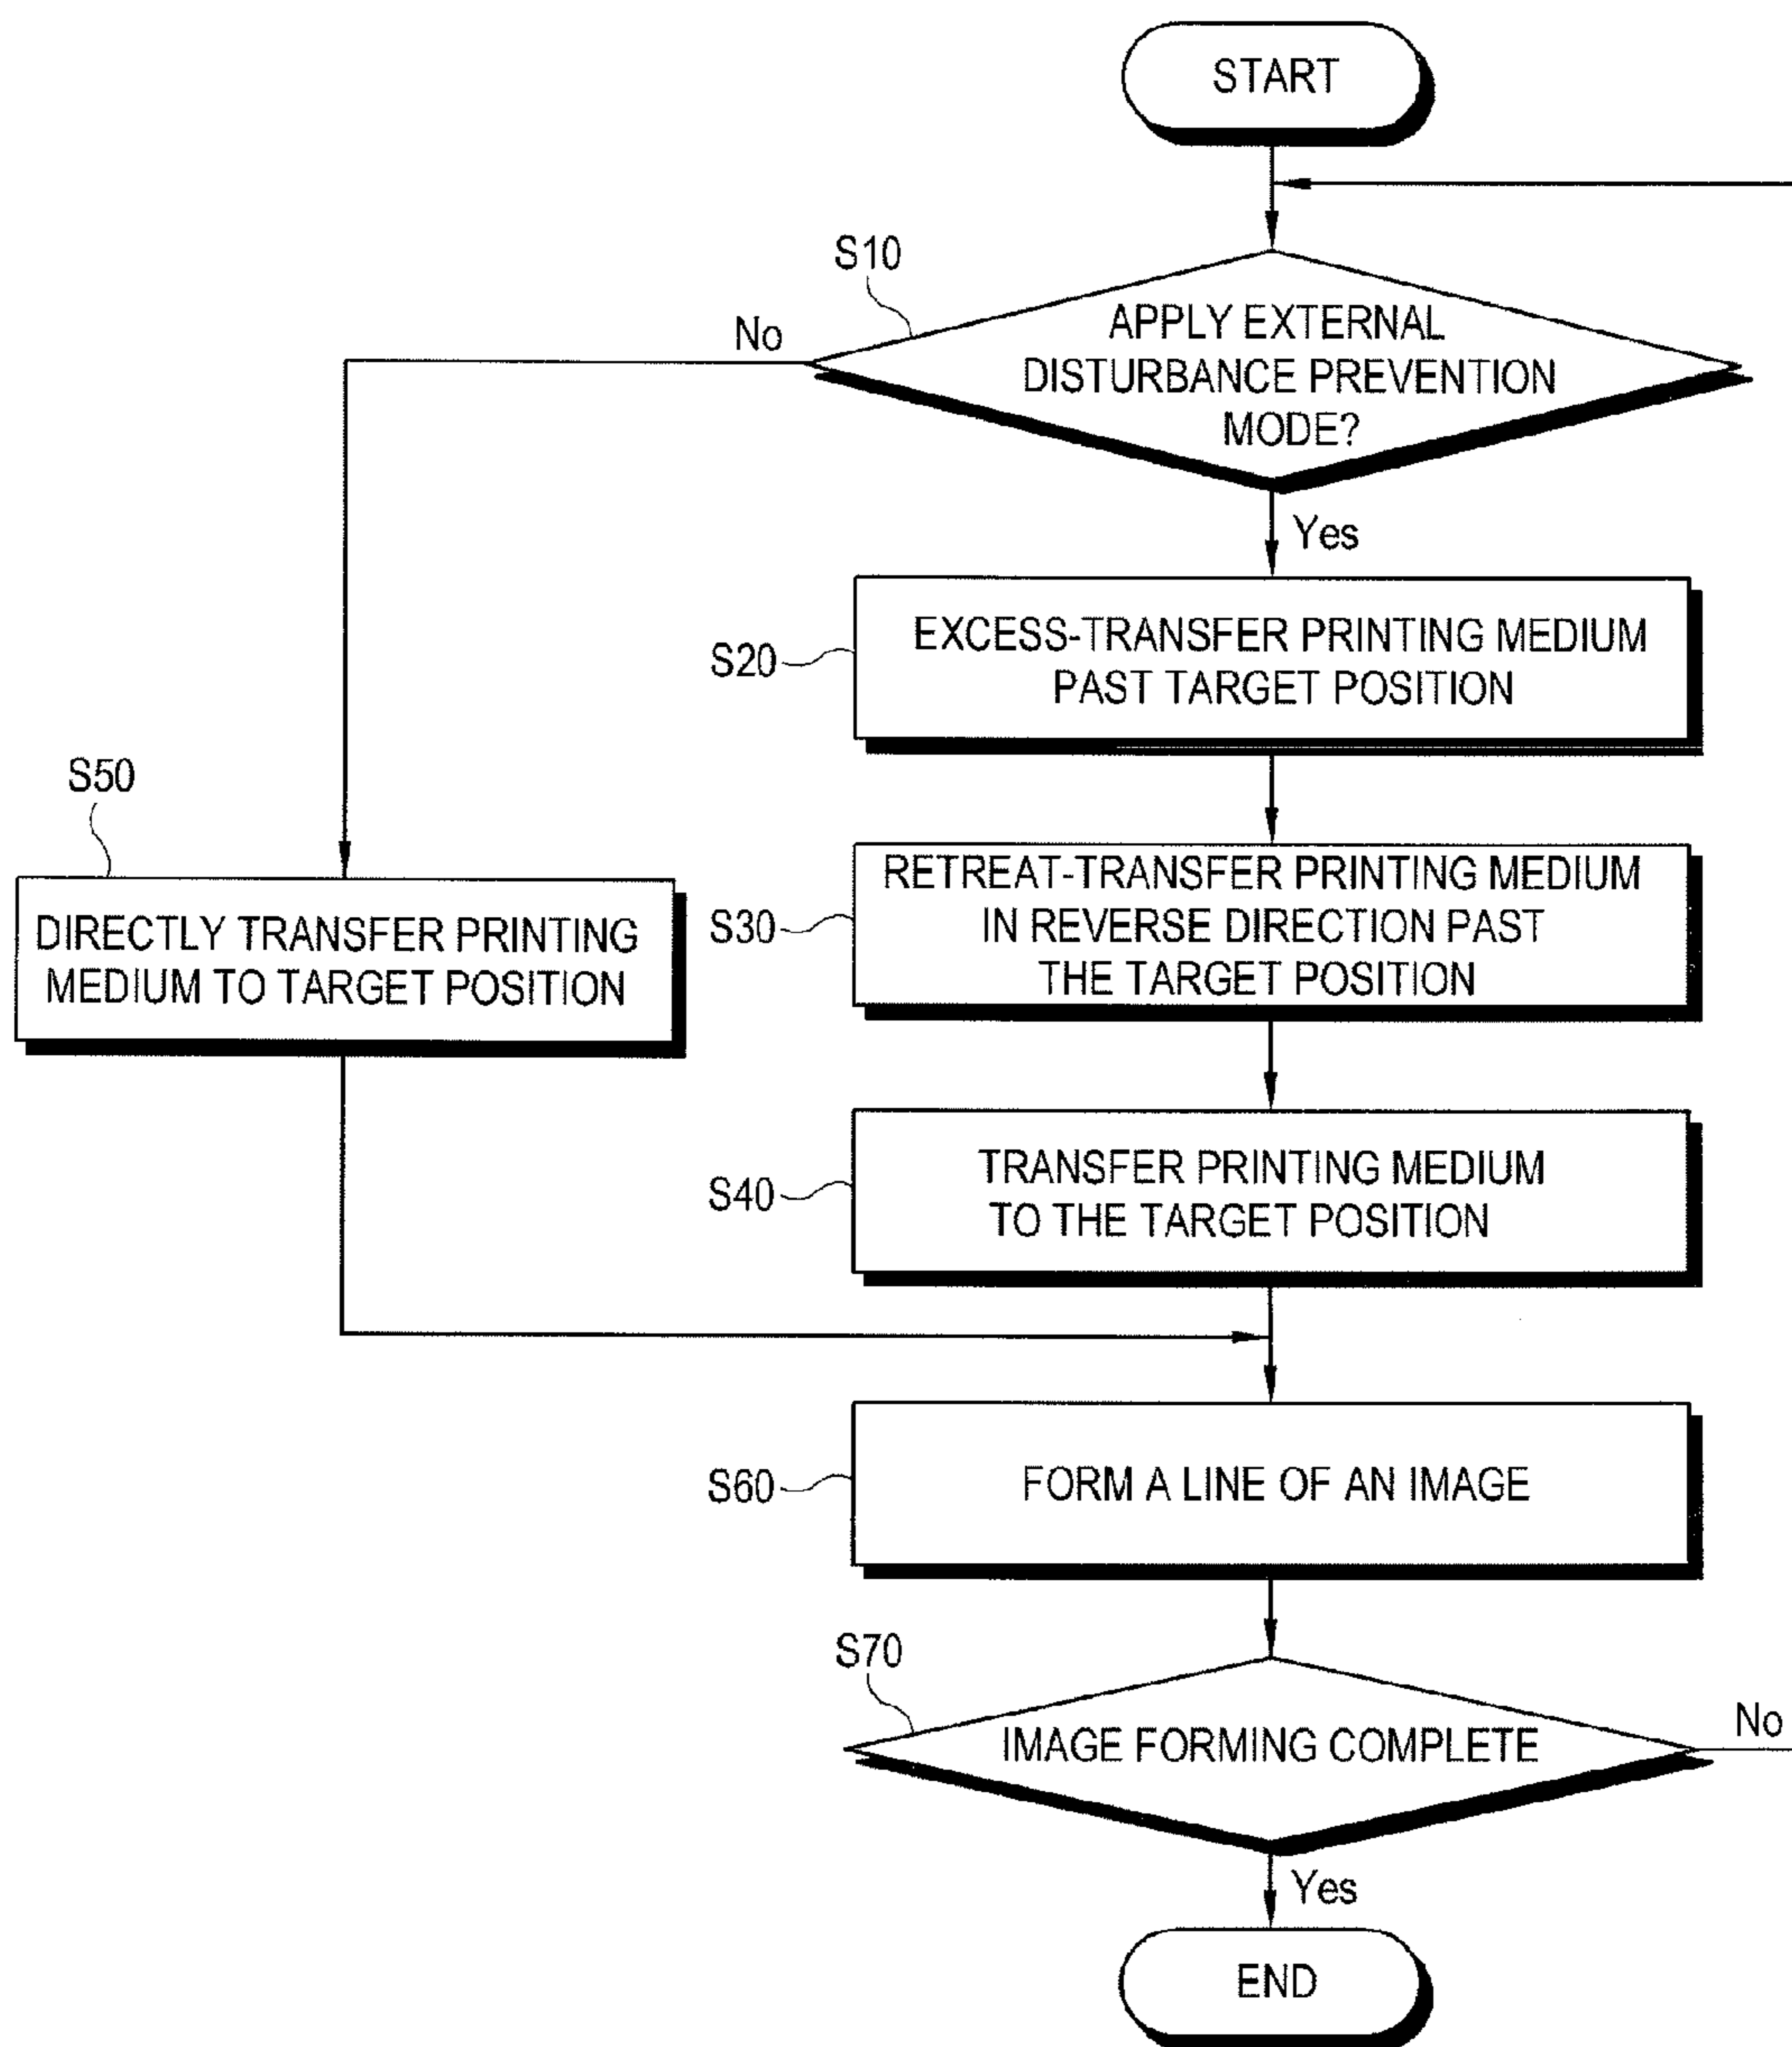 START
S10
APPLY EXTERNAL
DISTURBANCE PREVENTION
MODE?
No
Yes
S20
EXCESS-TRANSFER PRINTING MEDIUM
PAST TARGET POSITION
S50
DIRECTLY TRANSFER PRINTING
MEDIUM TO TARGET POSITION
S30
RETREAT-TRANSFER PRINTING MEDIUM
IN REVERSE DIRECTION PAST
THE TARGET POSITION
S40
TRANSFER PRINTING MEDIUM
TO THE TARGET POSITION
S60
FORM A LINE OF AN IMAGE
S70
IMAGE FORMING COMPLETE
No
Yes
END